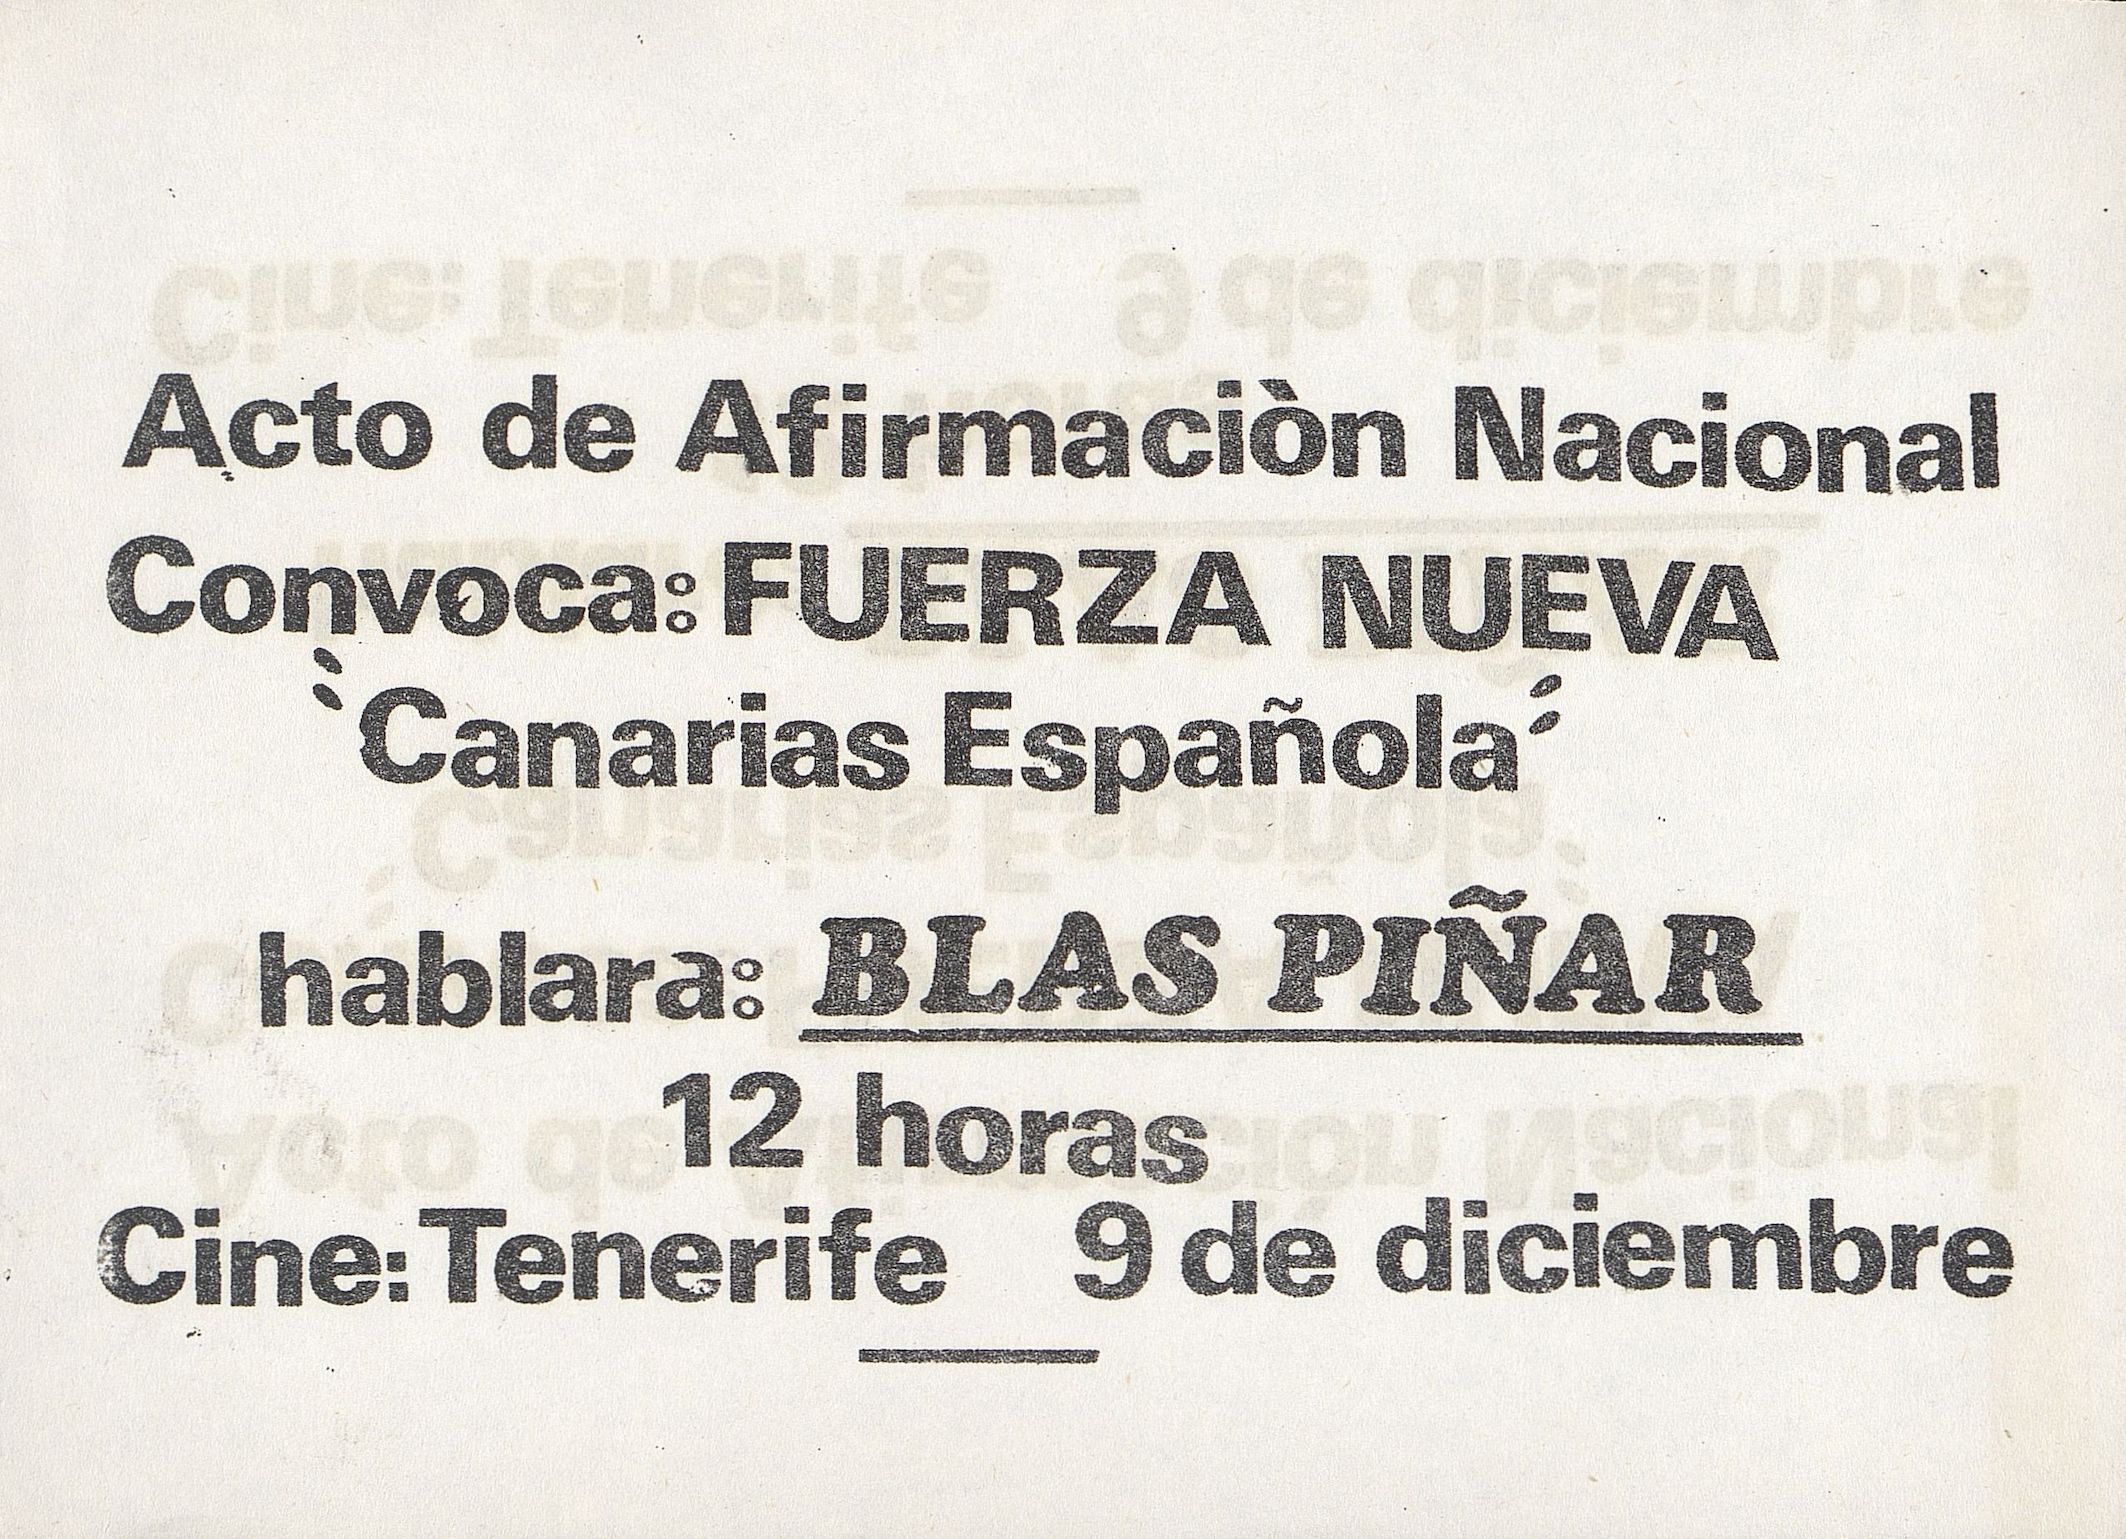 Acto de Afirmaciòn Nacional
Convoca: FUERZA NUEVA
"Canarias Española"
hablara: BLAS PIÑAR
12 horas
Cine: Tenerife 9 de diciembre